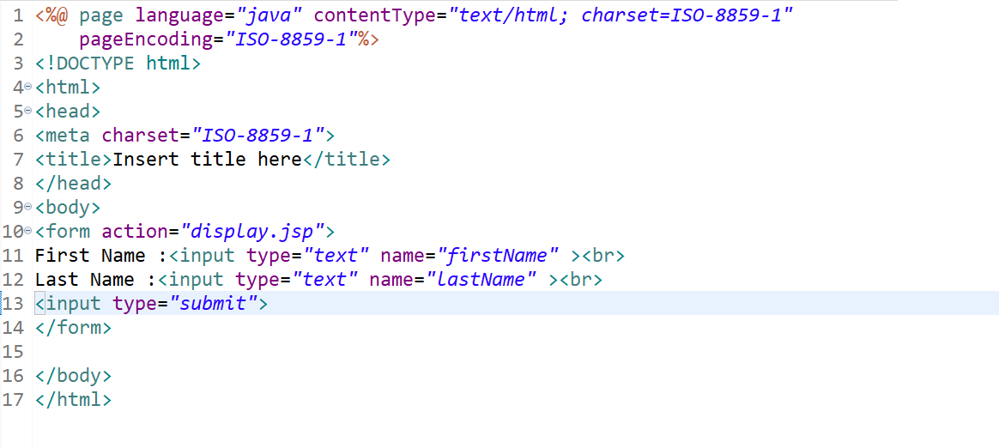 1 <%@ page language="java" contentType="text/html; charset=ISO-8859-1"
2     pageEncoding="ISO-8859-1"%>
3 <!DOCTYPE html>
4 <html>
5 <head>
6 <meta charset="ISO-8859-1">
7 <title>Insert title here</title>
8 </head>
9 <body>
10 <form action="display.jsp">
11 First Name :<input type="text" name="firstName" ><br>
12 Last Name :<input type="text" name="lastName" ><br>
13 <input type="submit">
14 </form>
15
16 </body>
17 </html>